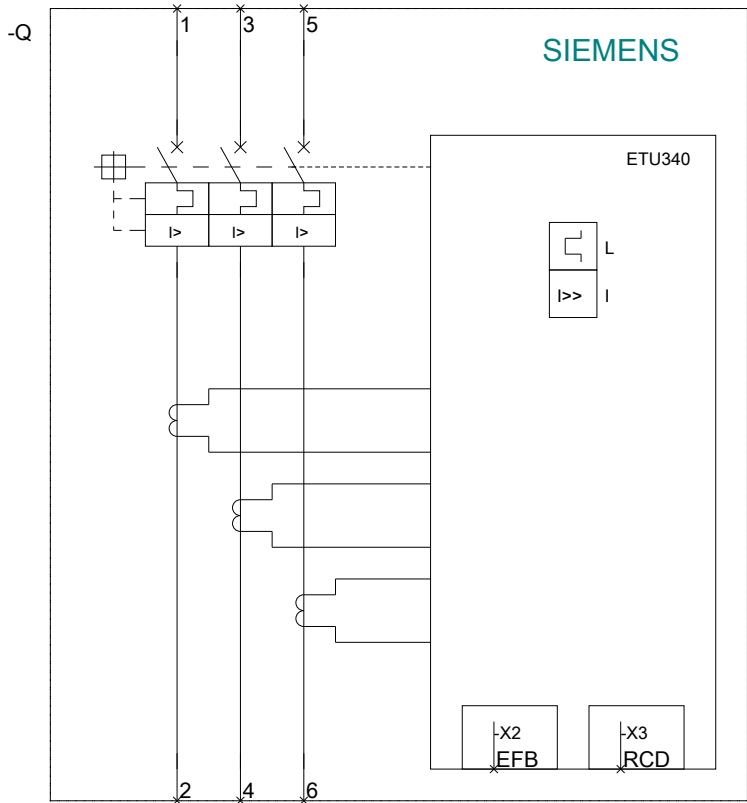 -Q
1 3 5
SIEMENS
ETU340
I> I> I>
L
I>> I
-X2 -X3
EFB RCD
2 4 6